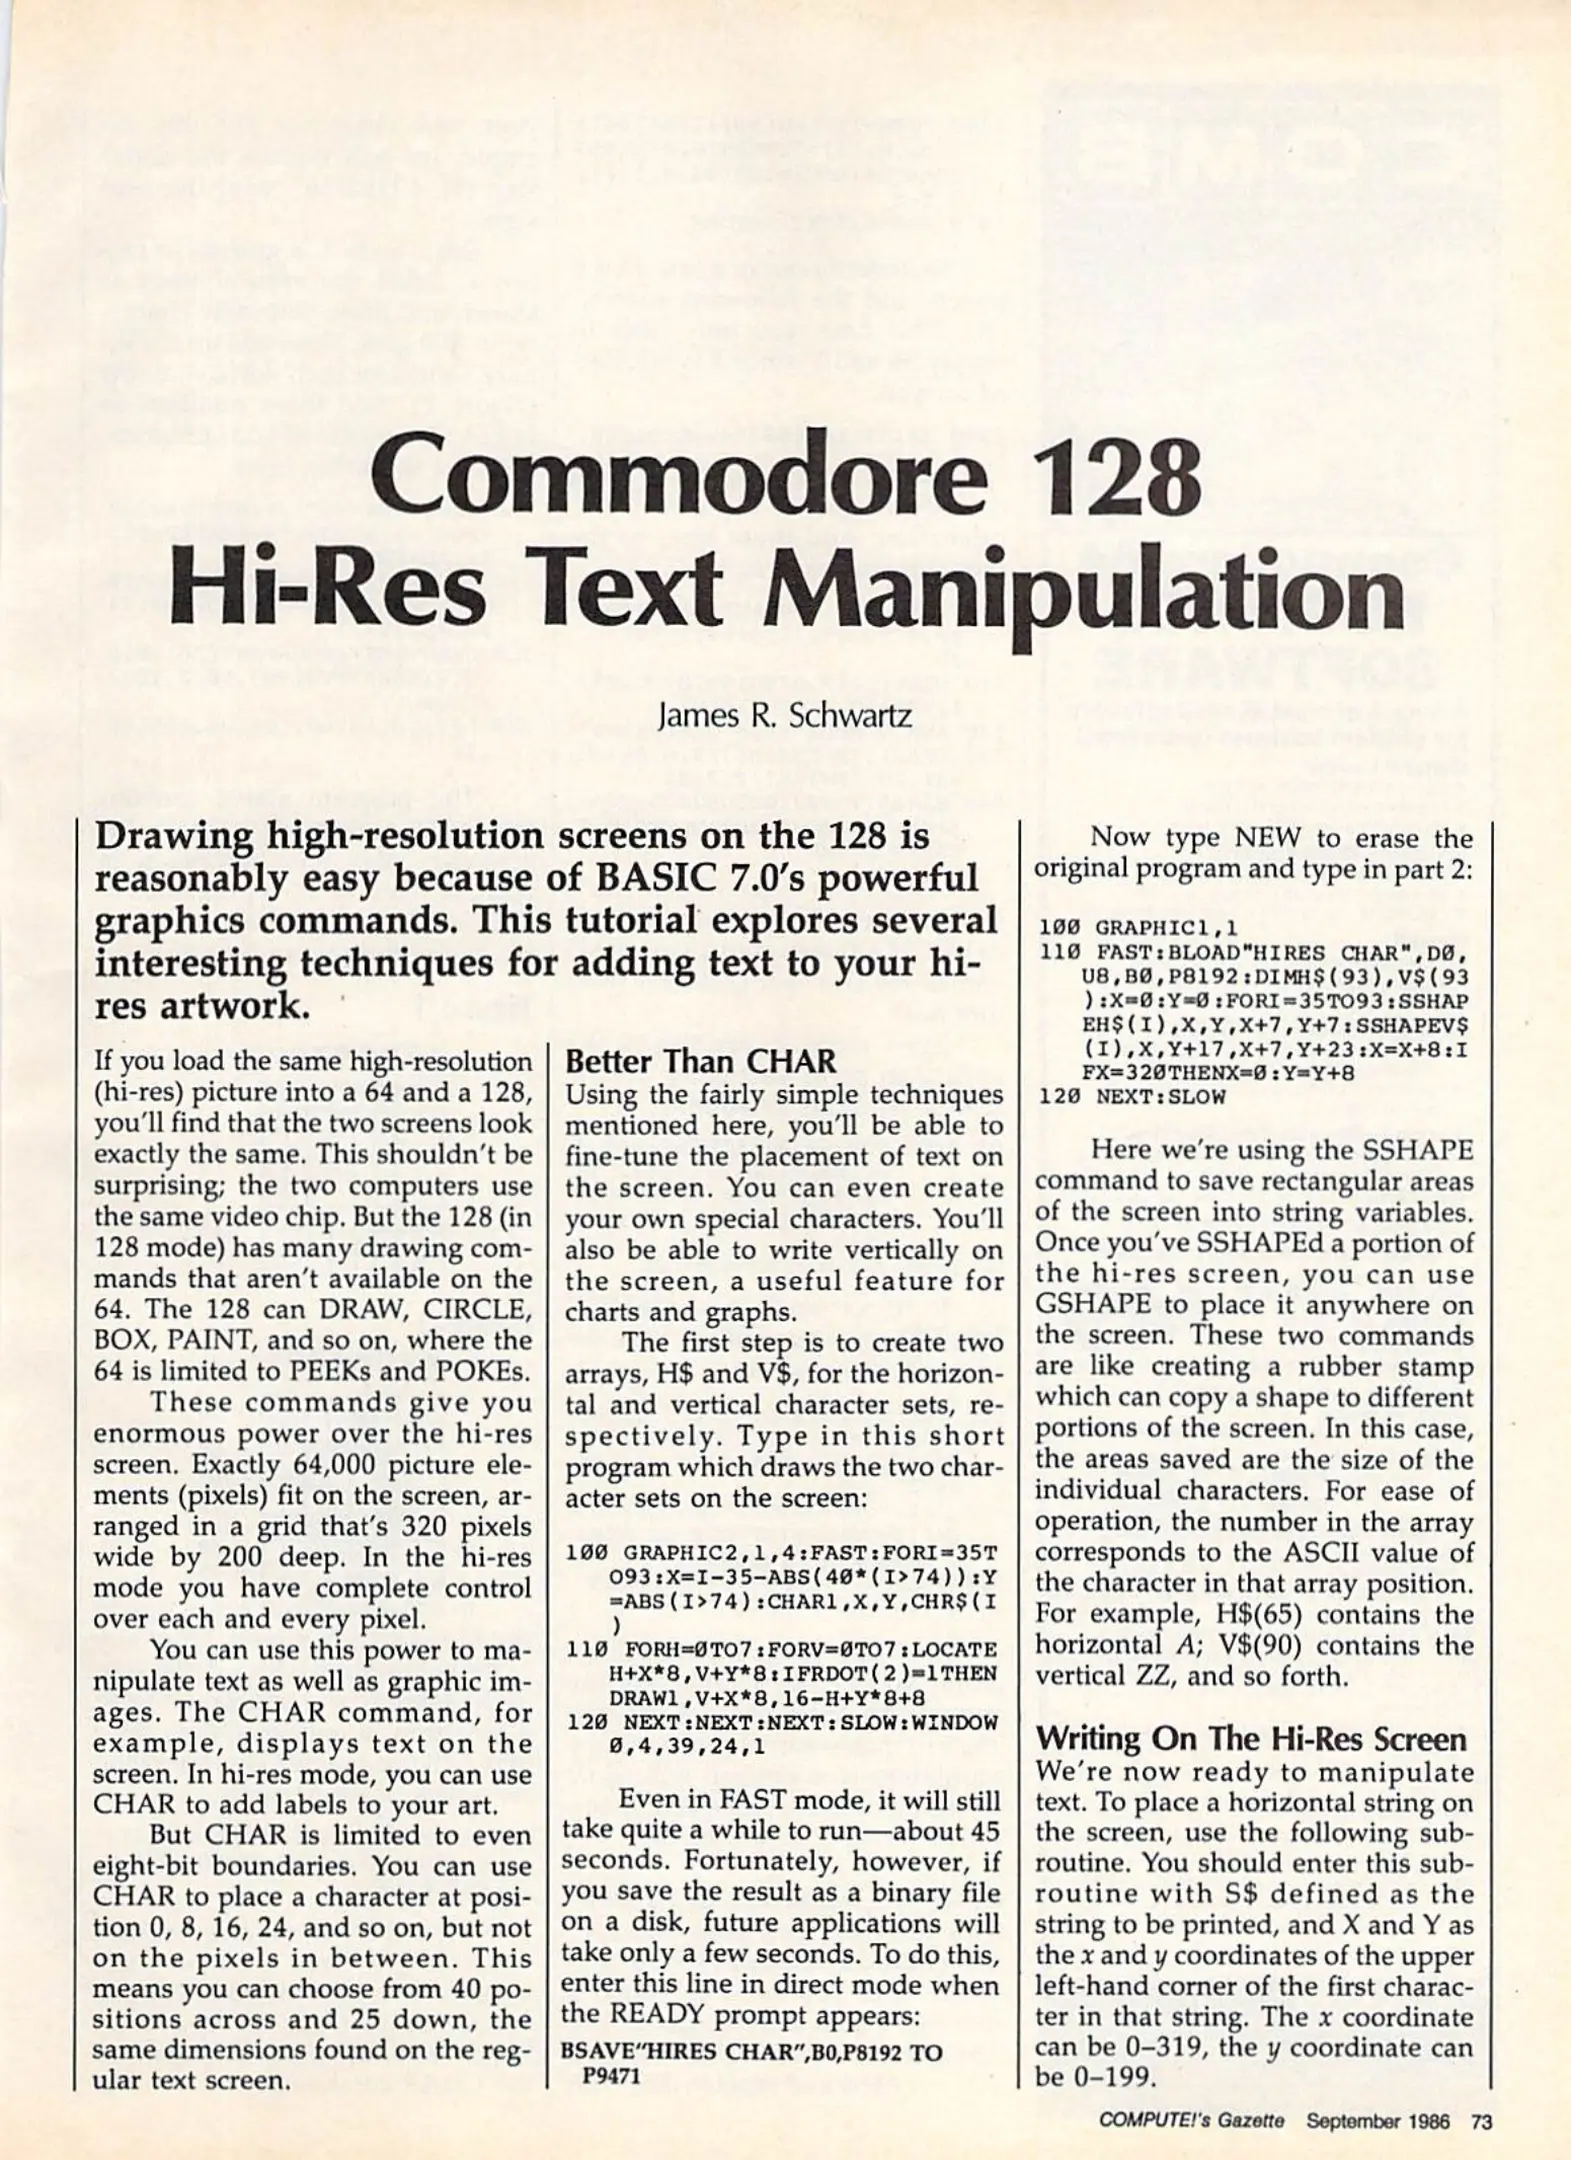 Commodore 128
Hi-Res Text Manipulation
James R. Schwartz
Drawing high-resolution screens on the 128 is
reasonably easy because of BASIC 7.0's powerful
graphics commands. This tutorial explores several
interesting techniques for adding text to your hi-
res artwork.
If you load the same high-resolution
(hi-res) picture into a 64 and a 128,
you'll find that the two screens look
exactly the same. This shouldn't be
surprising; the two computers use
the same video chip. But the 128 (in
128 mode) has many drawing com-
mands that aren't available on the
64. The 128 can DRAW, CIRCLE,
BOX, PAINT, and so on, where the
64 is limited to PEEKs and POKEs.
These commands give you
enormous power over the hi-res
screen. Exactly 64,000 picture ele-
ments (pixels) fit on the screen, ar-
ranged in a grid that's 320 pixels
wide by 200 deep. In the hi-res
mode you have complete control
over each and every pixel.
You can use this power to ma-
nipulate text as well as graphic im-
ages. The CHAR command, for
example, displays text on the
screen. In hi-res mode, you can use
CHAR to add labels to your art.
But CHAR is limited to even
eight-bit boundaries. You can use
CHAR to place a character at posi-
tion 0, 8, 16, 24, and so on, but not
on the pixels in between. This
means you can choose from 40 po-
sitions across and 25 down, the
same dimensions found on the reg-
ular text screen.
Better Than CHAR
Using the fairly simple techniques
mentioned here, you'll be able to
fine-tune the placement of text on
the screen. You can even create
your own special characters. You'll
also be able to write vertically on
the screen, a useful feature for
charts and graphs.
The first step is to create two
arrays, H$ and V$, for the horizon-
tal and vertical character sets, re-
spectively. Type in this short
program which draws the two char-
acter sets on the screen:
100 GRAPHIC2,1,4:FAST:FORI=35T
O93:X=I-35-ABS(40*(I>74)):Y
=ABS(I>74):CHAR1,X,Y,CHR$(I
)
110 FORH=0TO7:FORV=0TO7:LOCATE
H+X*8,V+Y*8:IFRDOT(2)=1THEN
DRAW1,V+X*8,16-H+Y*8+8
120 NEXT:NEXT:NEXT:SLOW:WINDOW
0,4,39,24,1
Even in FAST mode, it will still
take quite a while to run—about 45
seconds. Fortunately, however, if
you save the result as a binary file
on a disk, future applications will
take only a few seconds. To do this,
enter this line in direct mode when
the READY prompt appears:
BSAVE"HIRES CHAR",B0,P8192 TO
P9471
Now type NEW to erase the
original program and type in part 2:
100 GRAPHIC1,1
110 FAST:BLOAD"HIRES CHAR",D0,
U8,B0,P8192:DIMH$(93),V$(93
):X=0:Y=0:FORI=35TO93:SSHAP
EH$(I),X,Y,X+7,Y+7:SSHAPEV$
(I),X,Y+17,X+7,Y+23:X=X+8:I
FX=320THENX=0:Y=Y+8
120 NEXT:SLOW
Here we're using the SSHAPE
command to save rectangular areas
of the screen into string variables.
Once you've SSHAPEd a portion of
the hi-res screen, you can use
GSHAPE to place it anywhere on
the screen. These two commands
are like creating a rubber stamp
which can copy a shape to different
portions of the screen. In this case,
the areas saved are the size of the
individual characters. For ease of
operation, the number in the array
corresponds to the ASCII value of
the character in that array position.
For example, H$(65) contains the
horizontal A; V$(90) contains the
vertical ZZ, and so forth.
Writing On The Hi-Res Screen
We're now ready to manipulate
text. To place a horizontal string on
the screen, use the following sub-
routine. You should enter this sub-
routine with S$ defined as the
string to be printed, and X and Y as
the x and y coordinates of the upper
left-hand corner of the first charac-
ter in that string. The x coordinate
can be 0–319, the y coordinate can
be 0–199.
COMPUTE!'s Gazette September 1986 73